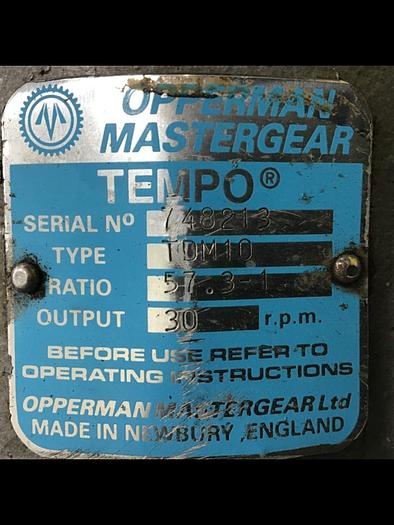 OPPERMAN
MASTERGEAR
TEMPO®
SERIAL Nº 748213
TYPE TDM10
RATIO 57.3-1
OUTPUT 30 r.p.m.
BEFORE USE REFER TO
OPERATING INSTRUCTIONS
OPPERMAN MASTERGEAR Ltd
MADE IN NEWBURY, ENGLAND